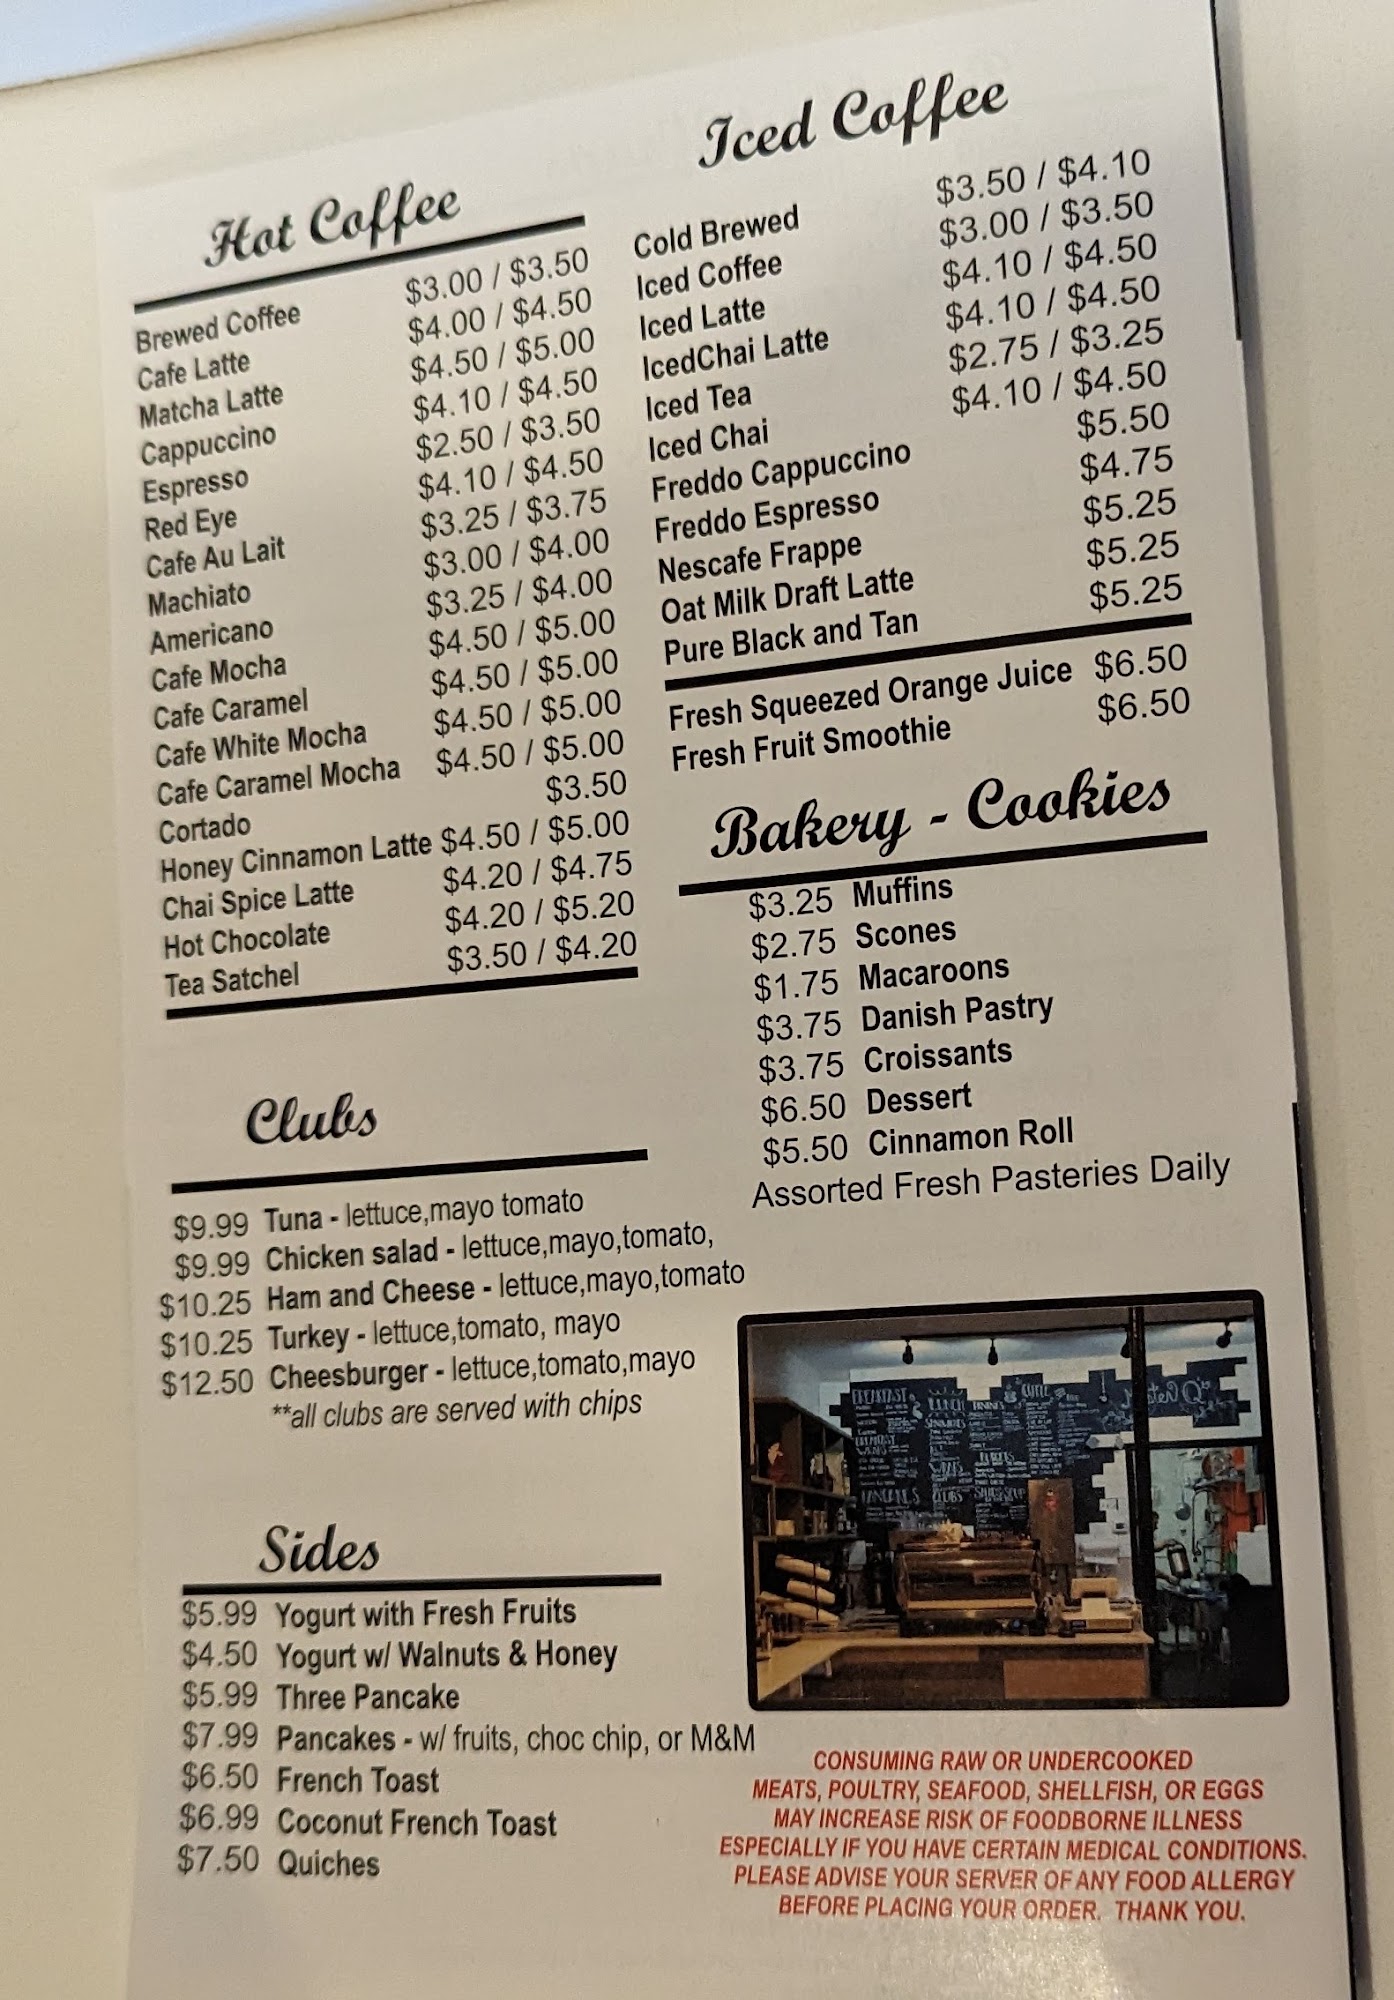 Hot Coffee
Brewed Coffee $3.00 / $3.50
Cafe Latte $4.00 / $4.50
Matcha Latte $4.50 / $5.00
Cappuccino $4.10 / $4.50
Espresso $2.50 / $3.50
Red Eye $4.10 / $4.50
Cafe Au Lait $3.25 / $3.75
Machiato $3.00 / $4.00
Americano $3.25 / $4.00
Cafe Mocha $4.50 / $5.00
Cafe Caramel $4.50 / $5.00
Cafe White Mocha $4.50 / $5.00
Cafe Caramel Mocha $4.50 / $5.00
Cortado $3.50
Honey Cinnamon Latte $4.50 / $5.00
Chai Spice Latte $4.20 / $4.75
Hot Chocolate $4.20 / $5.20
Tea Satchel $3.50 / $4.20
Clubs
$9.99 Tuna - lettuce,mayo tomato
$9.99 Chicken salad - lettuce,mayo,tomato,
$10.25 Ham and Cheese - lettuce,mayo,tomato
$10.25 Turkey - lettuce,tomato, mayo
$12.50 Cheesburger - lettuce,tomato,mayo
**all clubs are served with chips
Sides
$5.99 Yogurt with Fresh Fruits
$4.50 Yogurt w/ Walnuts & Honey
$5.99 Three Pancake
$7.99 Pancakes - w/ fruits, choc chip, or M&M
$6.50 French Toast
$6.99 Coconut French Toast
$7.50 Quiches
Iced Coffee
Cold Brewed $3.50 / $4.10
Iced Coffee $3.00 / $3.50
Iced Latte $4.10 / $4.50
IcedChai Latte $4.10 / $4.50
Iced Tea $2.75 / $3.25
Iced Chai $4.10 / $4.50
Freddo Cappuccino $5.50
Freddo Espresso $4.75
Nescafe Frappe $5.25
Oat Milk Draft Latte $5.25
Pure Black and Tan $5.25
Fresh Squeezed Orange Juice $6.50
Fresh Fruit Smoothie $6.50
Bakery - Cookies
$3.25 Muffins
$2.75 Scones
$1.75 Macaroons
$3.75 Danish Pastry
$3.75 Croissants
$6.50 Dessert
$5.50 Cinnamon Roll
Assorted Fresh Pasteries Daily
BREAKFAST
LUNCH
PANCAKES
CLUBS
CONSUMING RAW OR UNDERCOOKED
MEATS, POULTRY, SEAFOOD, SHELLFISH, OR EGGS
MAY INCREASE RISK OF FOODBORNE ILLNESS
ESPECIALLY IF YOU HAVE CERTAIN MEDICAL CONDITIONS.
PLEASE ADVISE YOUR SERVER OF ANY FOOD ALLERGY
BEFORE PLACING YOUR ORDER. THANK YOU.